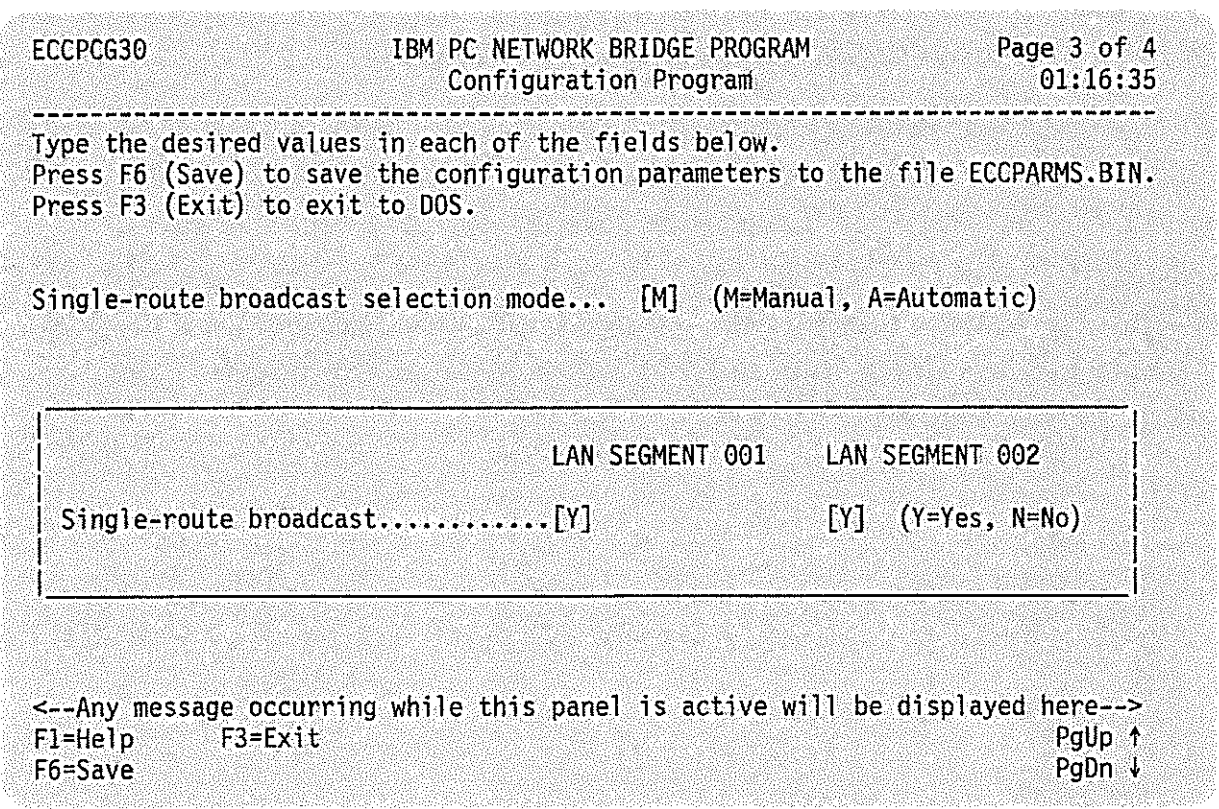 ECCPCG30 IBM PC NETWORK BRIDGE PROGRAM Page 3 of 4
Configuration Program 01:16:35
Type the desired values in each of the fields below.
Press F6 (Save) to save the configuration parameters to the file ECCPARMS.BIN.
Press F3 (Exit) to exit to DOS.
Single-route broadcast selection mode... [M] (M=Manual, A=Automatic)
LAN SEGMENT 001 LAN SEGMENT 002
Single-route broadcast............[Y] [Y] (Y=Yes, N=No)
<--Any message occurring while this panel is active will be displayed here-->
F1=Help F3=Exit PgUp ↑
F6=Save PgDn ↓